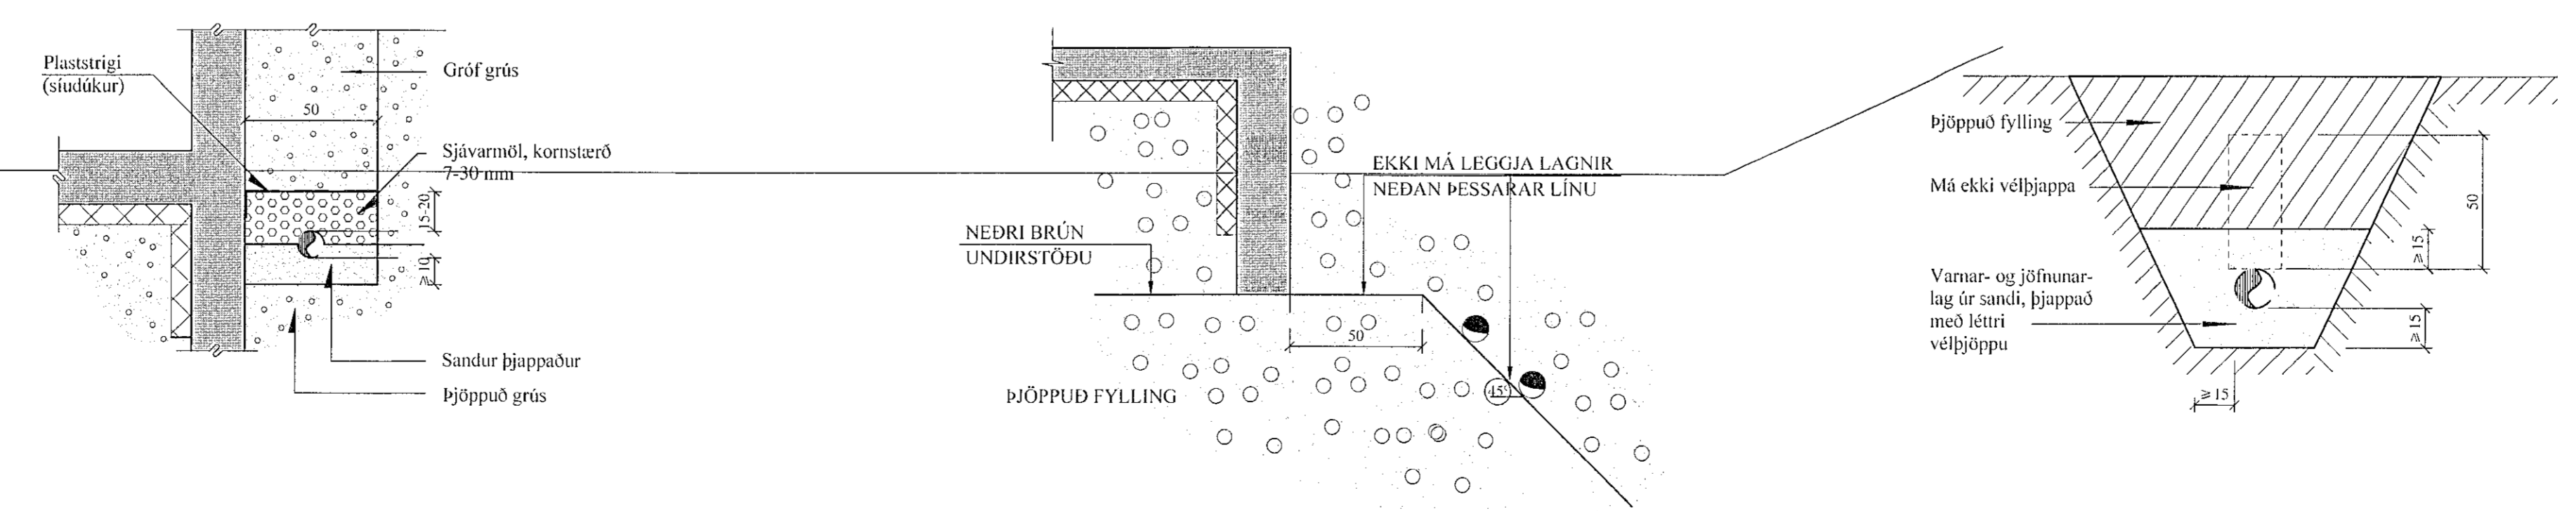 Plaststrigi
(síudúkur)
Gróf grús
50
Sjávarmöl, kornstærð
7-30 mm
15-20
≥10
Sandur þjappaður
Þjöppuð grús
NEÐRI BRÚN
UNDIRSTÖÐU
EKKI MÁ LEGGJA LAGNIR
NEÐAN ÞESSARAR LÍNU
50
45°
ÞJÖPPUÐ FYLLING
Þjöppuð fylling
Má ekki vélþjappa
Varnar- og jöfnunar-
lag úr sandi, þjappað
með léttri
vélþjöppu
50
≥15
≥15
≥15